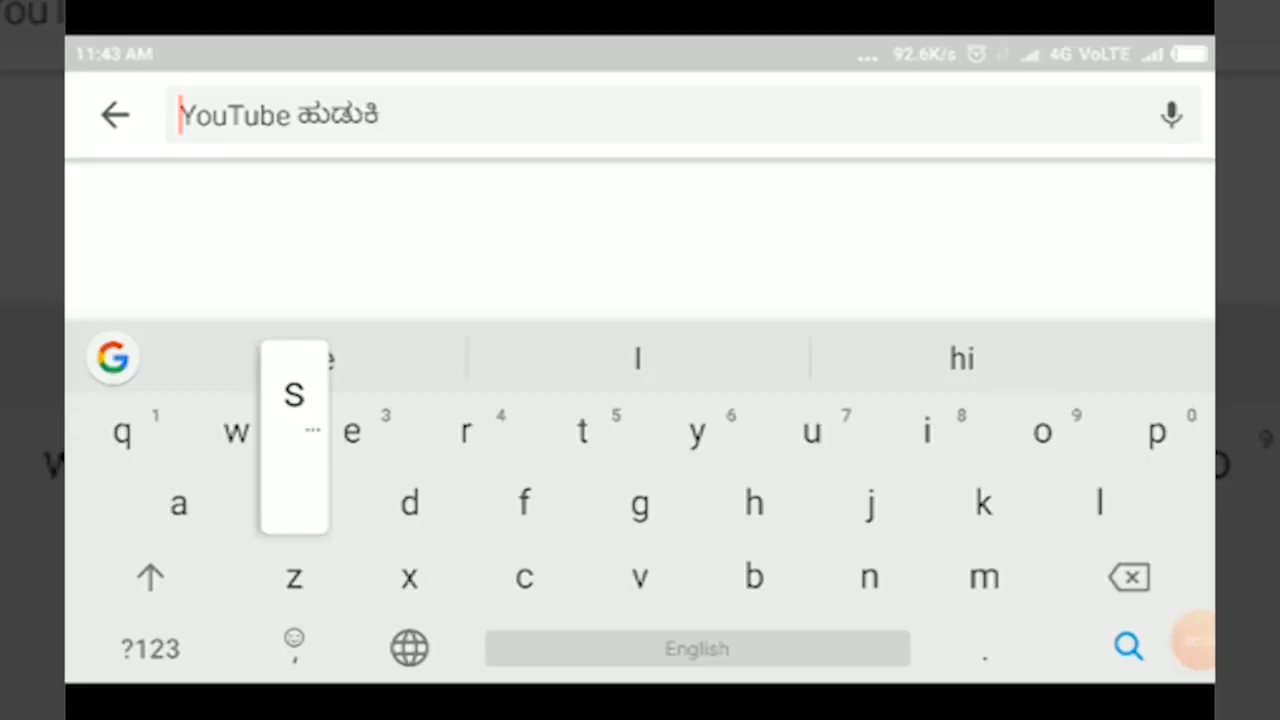 11:43 AM ... 92.6K/s 4G VoLTE
YouTube ಹುಡುಕಿ
I hi
q 1 w e 3 r 4 t 5 y 6 u 7 i 8 o 9 p 0
a s d f g h j k l
z x c v b n m
?123 , English .